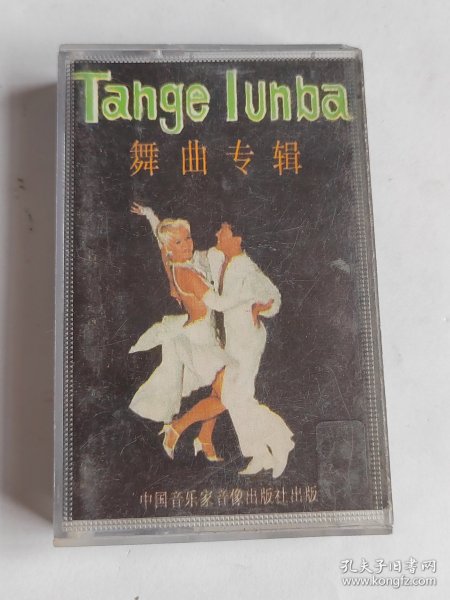 Tange lunba
舞曲专辑
中国音乐家音像出版社出版
孔夫子旧书网
www.kongfz.com